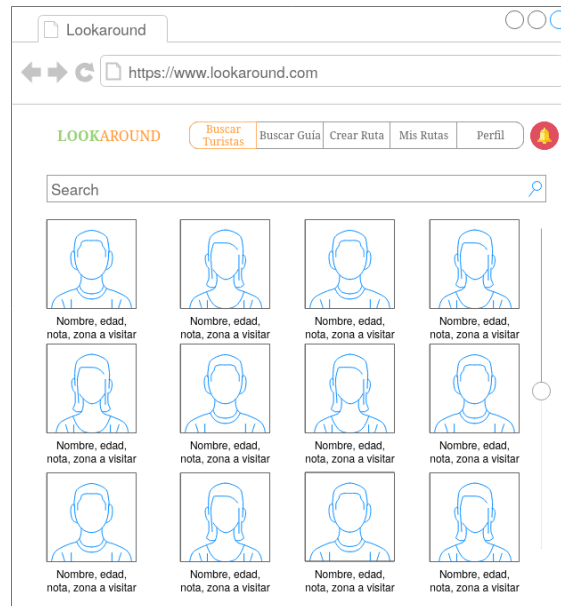 Lookaround
https://www.lookaround.com
LOOKAROUND
Buscar
Turistas
Buscar Guía
Crear Ruta
Mis Rutas
Perfil
Search
Nombre, edad,
nota, zona a visitar
Nombre, edad,
nota, zona a visitar
Nombre, edad,
nota, zona a visitar
Nombre, edad,
nota, zona a visitar
Nombre, edad,
nota, zona a visitar
Nombre, edad,
nota, zona a visitar
Nombre, edad,
nota, zona a visitar
Nombre, edad,
nota, zona a visitar
Nombre, edad,
nota, zona a visitar
Nombre, edad,
nota, zona a visitar
Nombre, edad,
nota, zona a visitar
Nombre, edad,
nota, zona a visitar